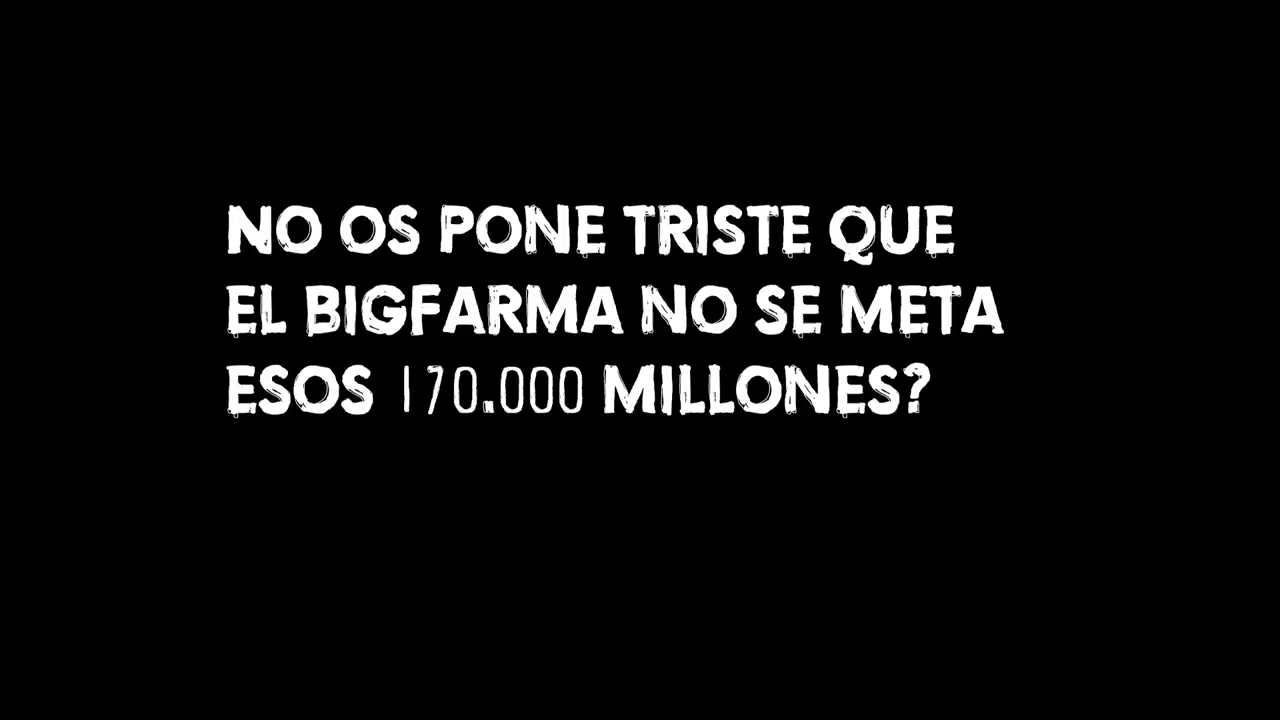 NO OS PONE TRISTE QUE
EL BIGFARMA NO SE META
ESOS 170.000 MILLONES?